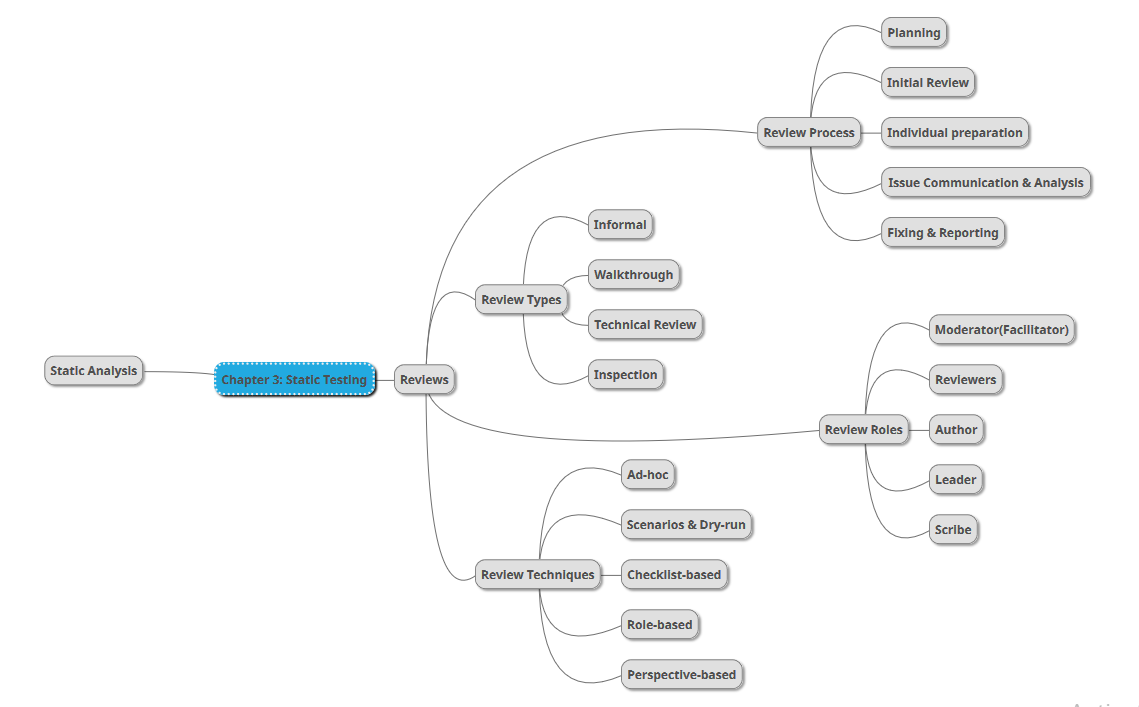 Planning
Initial Review
Review Process
Individual preparation
Issue Communication & Analysis
Fixing & Reporting
Informal
Walkthrough
Review Types
Technical Review
Inspection
Static Analysis
Chapter 3: Static Testing
Reviews
Moderator(Facilitator)
Reviewers
Review Roles
Author
Leader
Scribe
Ad-hoc
Scenarios & Dry-run
Review Techniques
Checklist-based
Role-based
Perspective-based